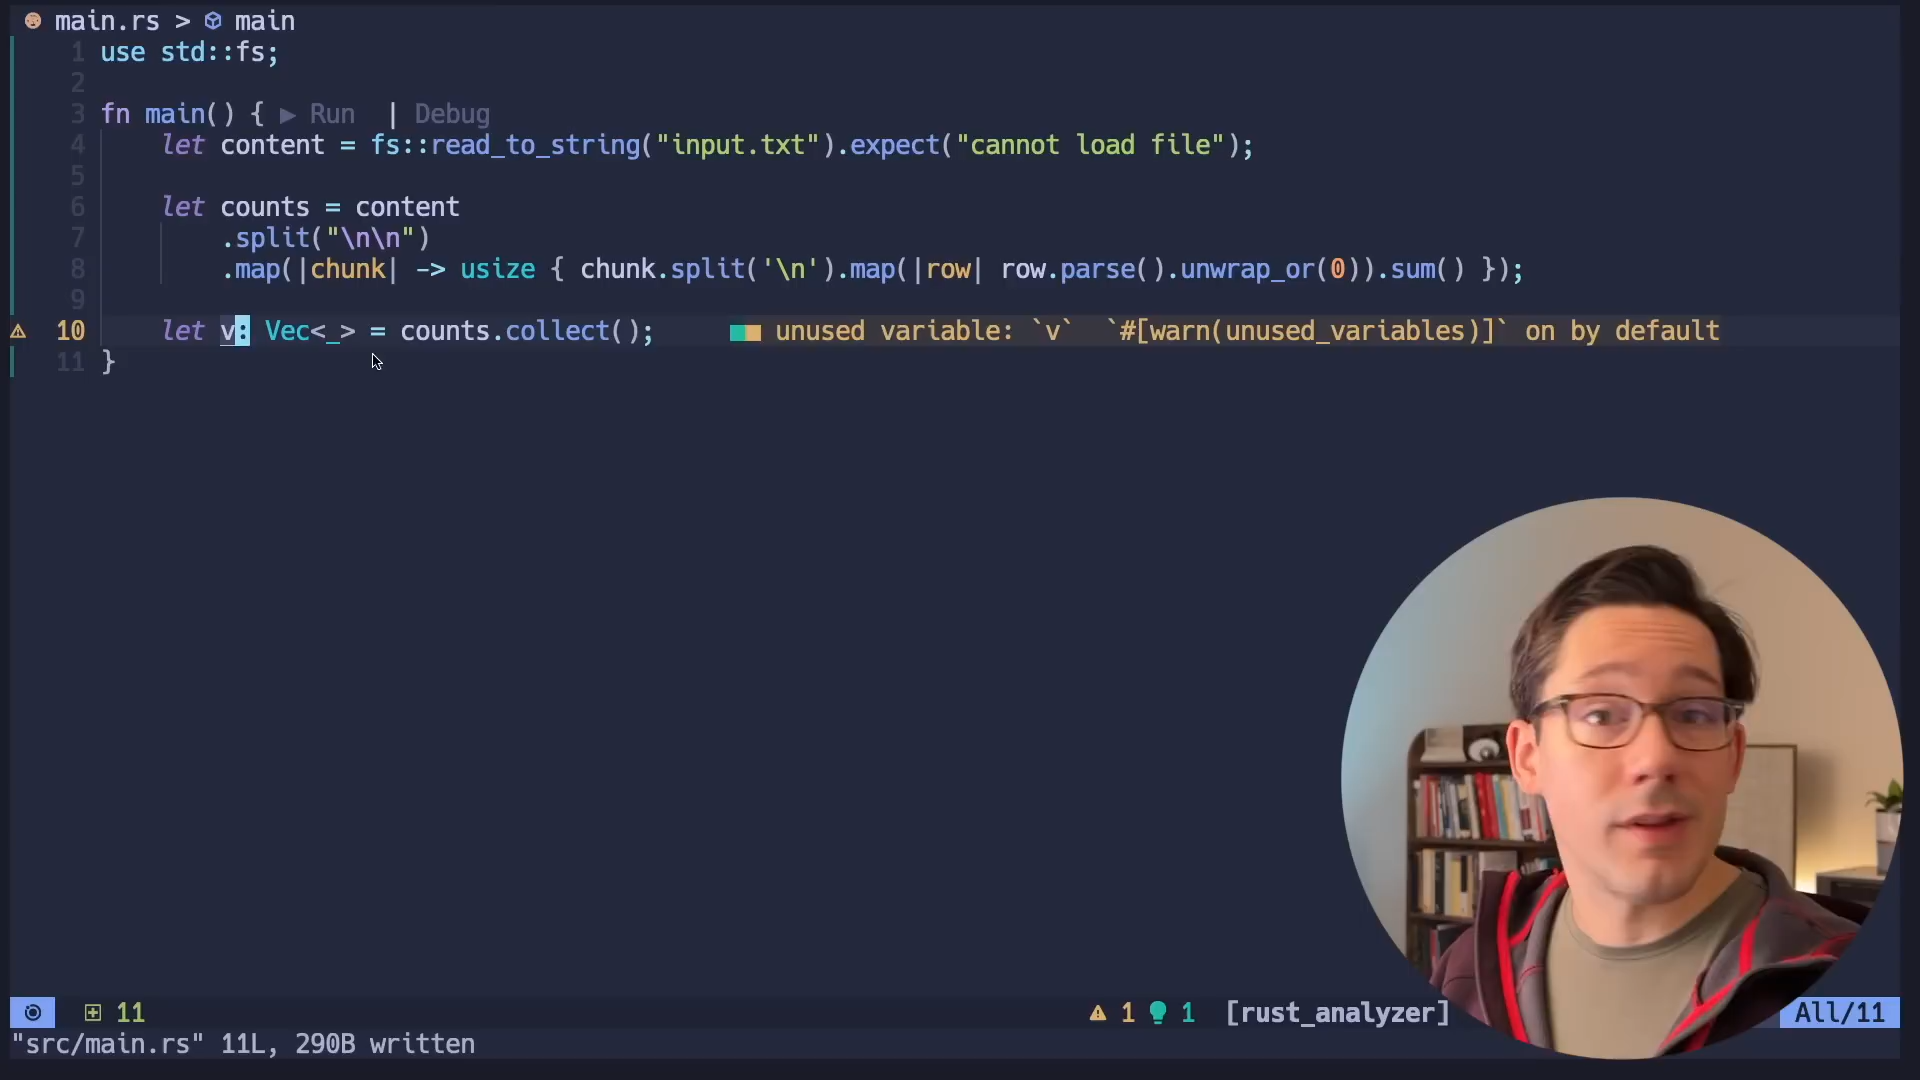 main.rs > main
1 use std::fs;
2
3 fn main() { ▶ Run | Debug
4 let content = fs::read_to_string("input.txt").expect("cannot load file");
5
6 let counts = content
7 .split("\n\n")
8 .map(|chunk| -> usize { chunk.split('\n').map(|row| row.parse().unwrap_or(0)).sum() });
9
10 let v: Vec<_> = counts.collect(); unused variable: `v` `#[warn(unused_variables)]` on by default
11 }
11
1 1 [rust_analyzer] All/11
"src/main.rs" 11L, 290B written